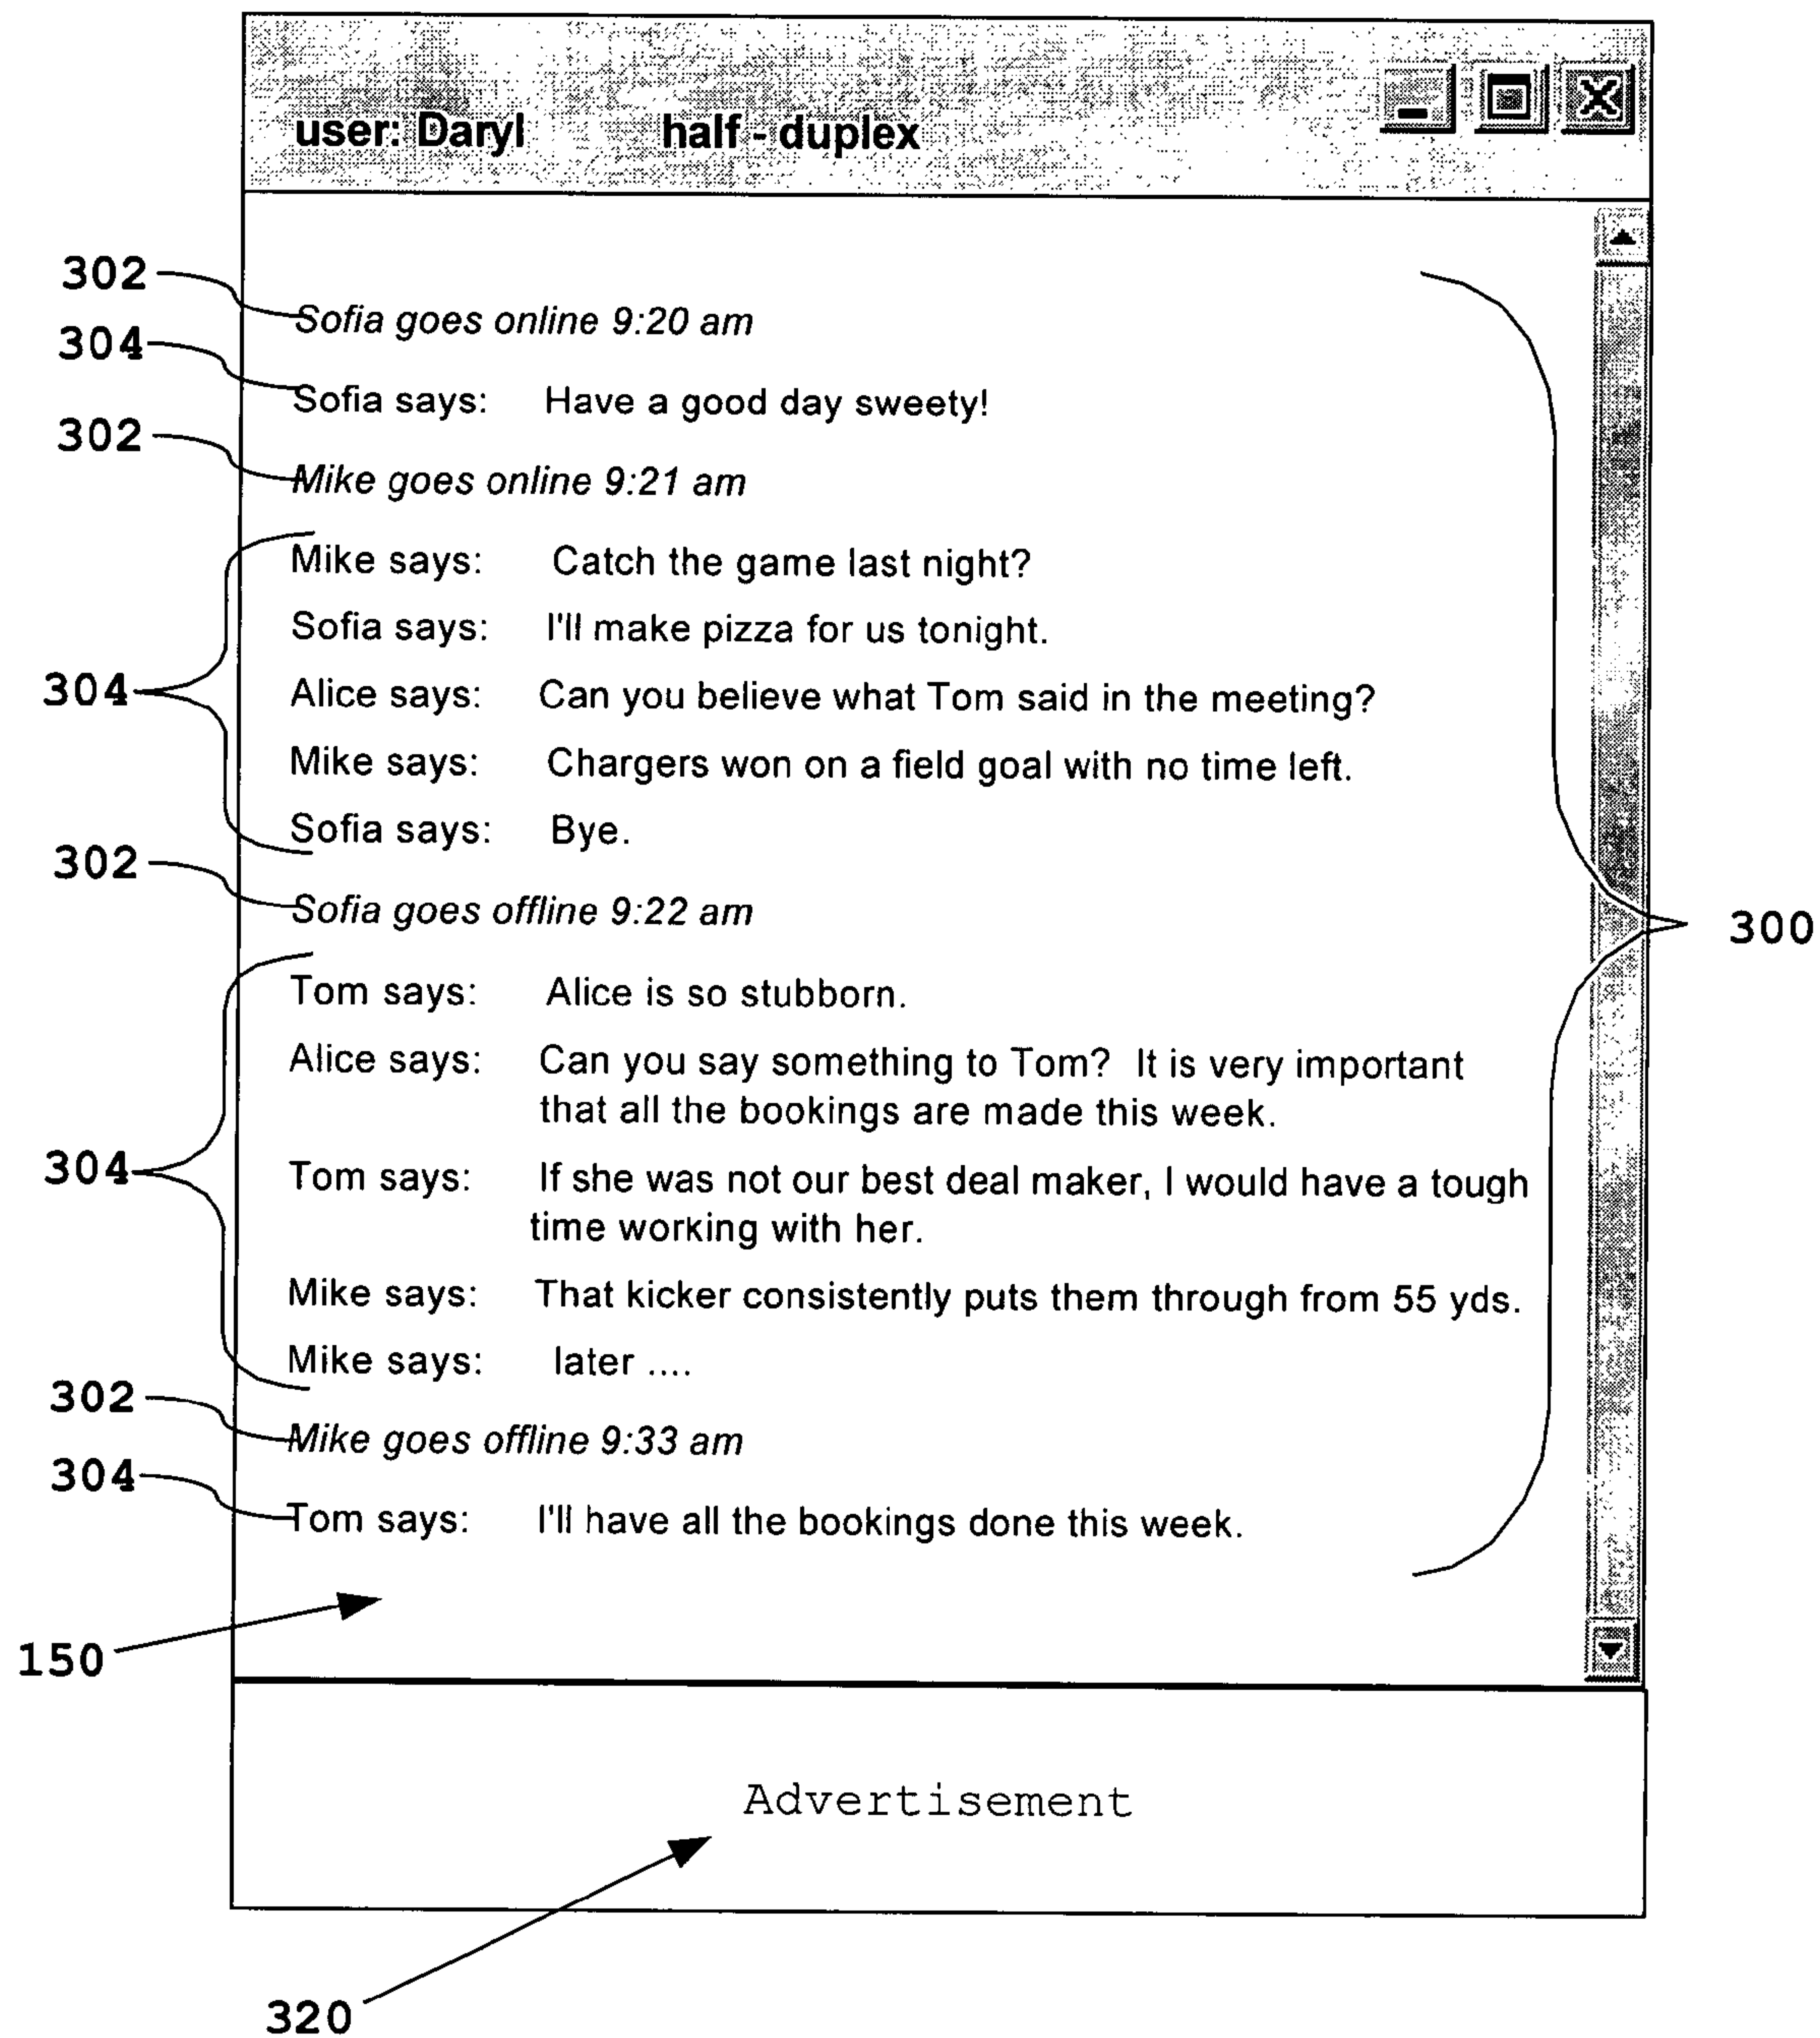 user: Daryl half - duplex
302
Sofia goes online 9:20 am
304
Sofia says: Have a good day sweety!
302
Mike goes online 9:21 am
Mike says: Catch the game last night?
Sofia says: I'll make pizza for us tonight.
304
Alice says: Can you believe what Tom said in the meeting?
Mike says: Chargers won on a field goal with no time left.
Sofia says: Bye.
302
Sofia goes offline 9:22 am
300
Tom says: Alice is so stubborn.
Alice says: Can you say something to Tom? It is very important
that all the bookings are made this week.
304
Tom says: If she was not our best deal maker, I would have a tough
time working with her.
Mike says: That kicker consistently puts them through from 55 yds.
Mike says: later ....
302
Mike goes offline 9:33 am
304
Tom says: I'll have all the bookings done this week.
150
Advertisement
320